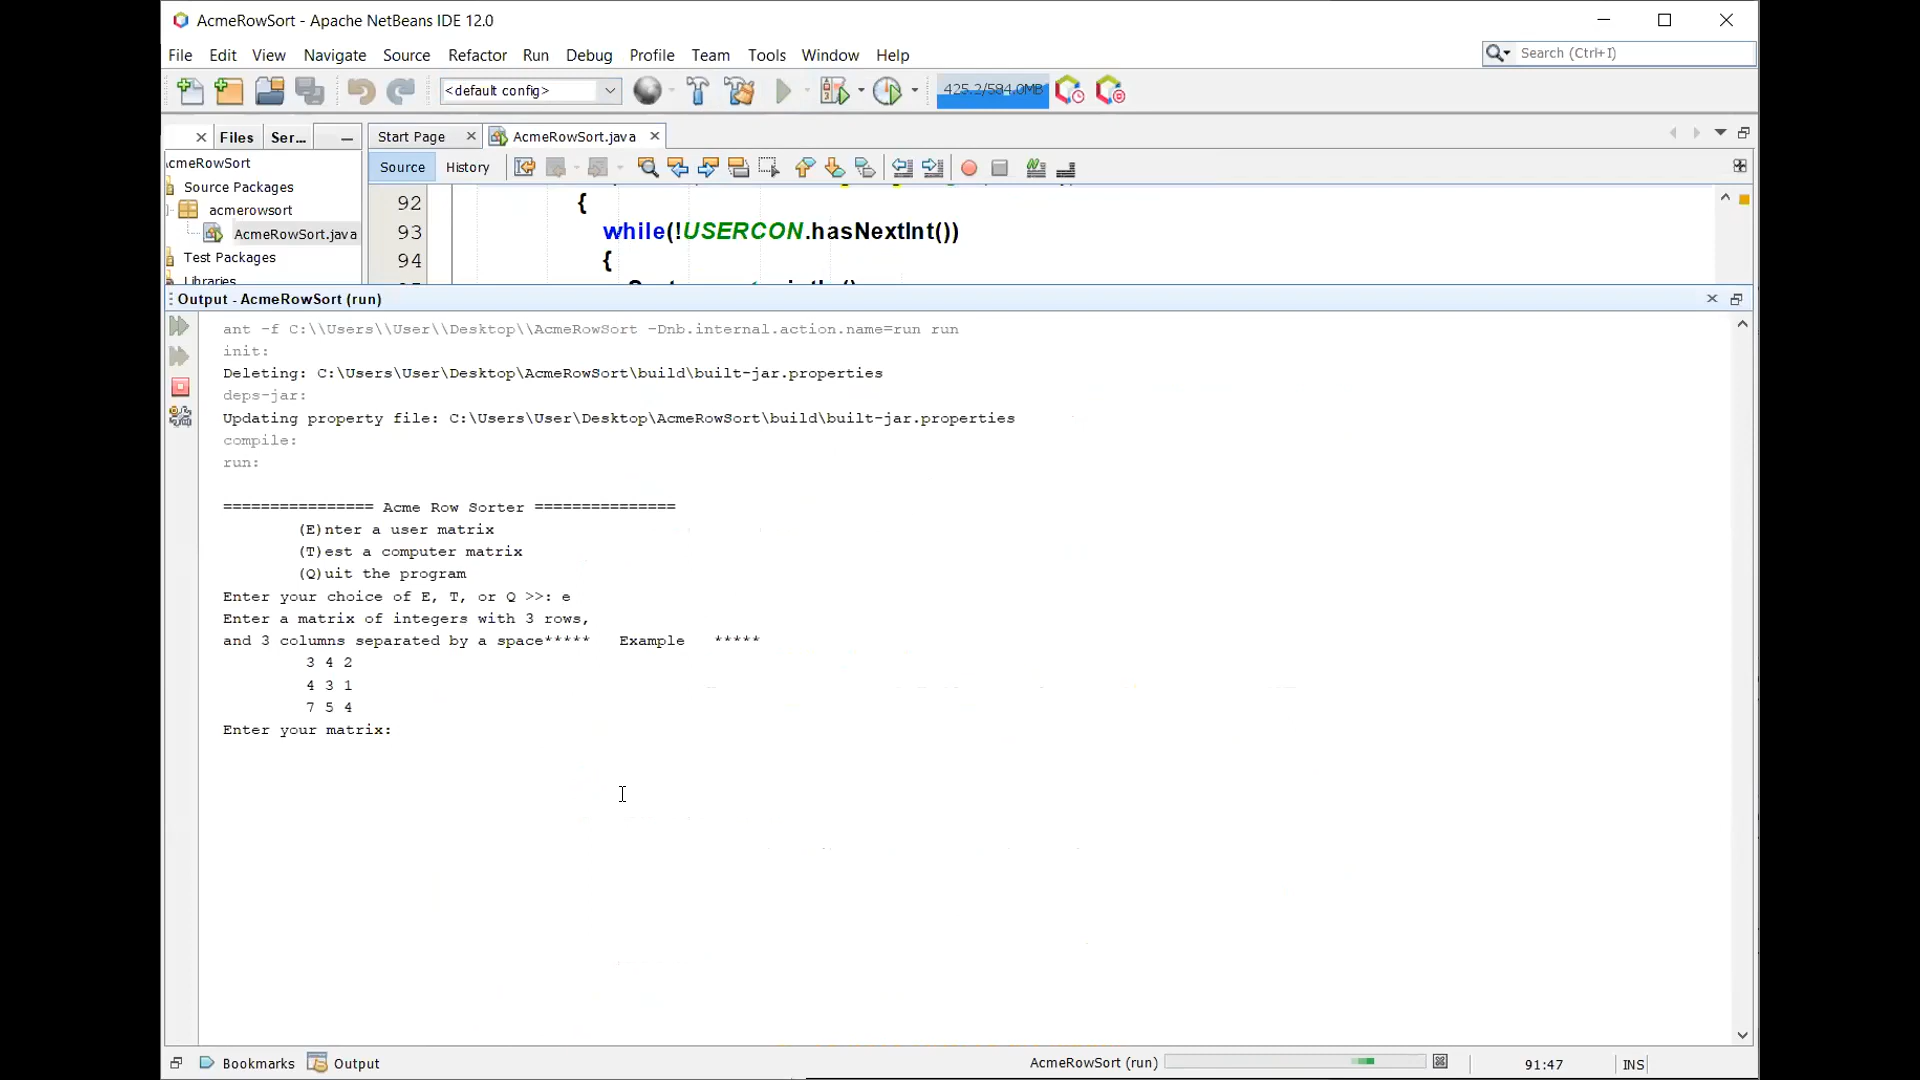 AcmeRowSort - Apache NetBeans IDE 12.0
File Edit View Navigate Source Refactor Run Debug Profile Team Tools Window Help
Search (Ctrl+I)
<default config>
425.2/594.0MB
Files Ser...
Start Page AcmeRowSort.java
cmeRowSort
Source History
Source Packages
acmerowsort
AcmeRowSort.java
Test Packages
Libraries
92 {
93 while(!USERCON.hasNextInt())
94 {
Output - AcmeRowSort (run)
ant -f C:\\Users\\User\\Desktop\\AcmeRowSort -Dnb.internal.action.name=run run
init:
Deleting: C:\Users\User\Desktop\AcmeRowSort\build\built-jar.properties
deps-jar:
Updating property file: C:\Users\User\Desktop\AcmeRowSort\build\built-jar.properties
compile:
run:
================ Acme Row Sorter ===============
(E)nter a user matrix
(T)est a computer matrix
(Q)uit the program
Enter your choice of E, T, or Q >>: e
Enter a matrix of integers with 3 rows,
and 3 columns separated by a space***** Example *****
3 4 2
4 3 1
7 5 4
Enter your matrix:
Bookmarks Output
AcmeRowSort (run)
91:47
INS